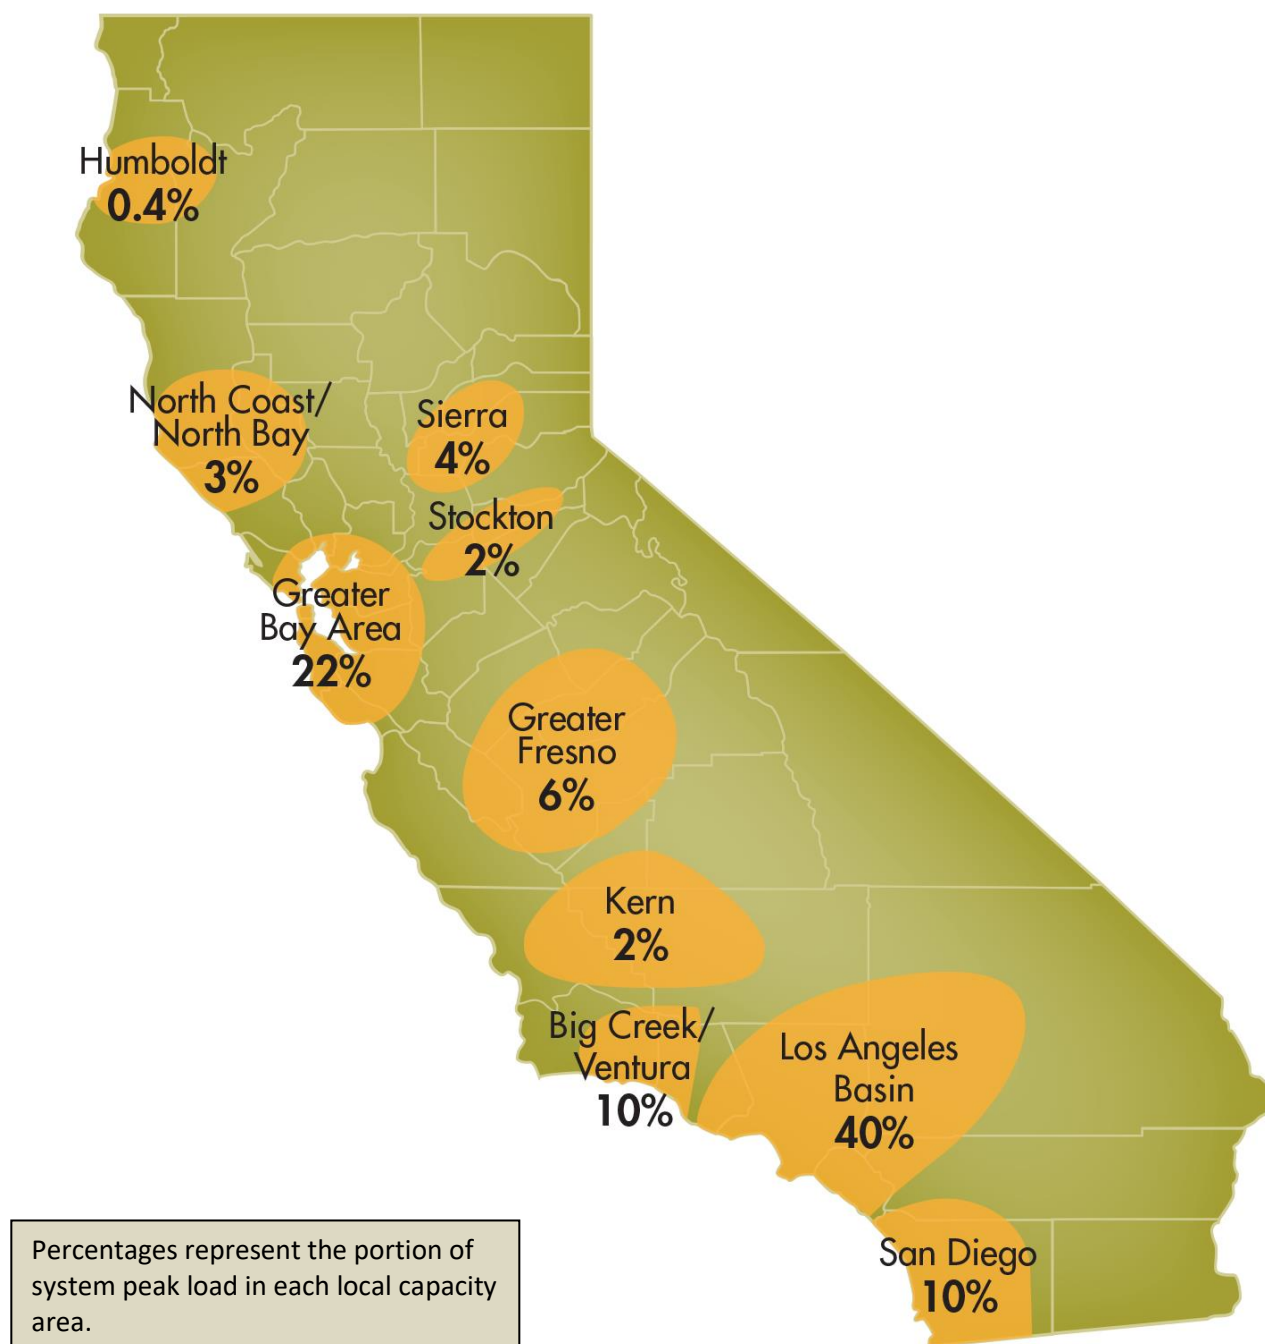 Humboldt
0.4%
North Coast/
North Bay
3%
Sierra
4%
Stockton
2%
Greater
Bay Area
22%
Greater
Fresno
6%
Kern
2%
Big Creek/
Ventura
10%
Los Angeles
Basin
40%
San Diego
10%
Percentages represent the portion of
system peak load in each local capacity
area.